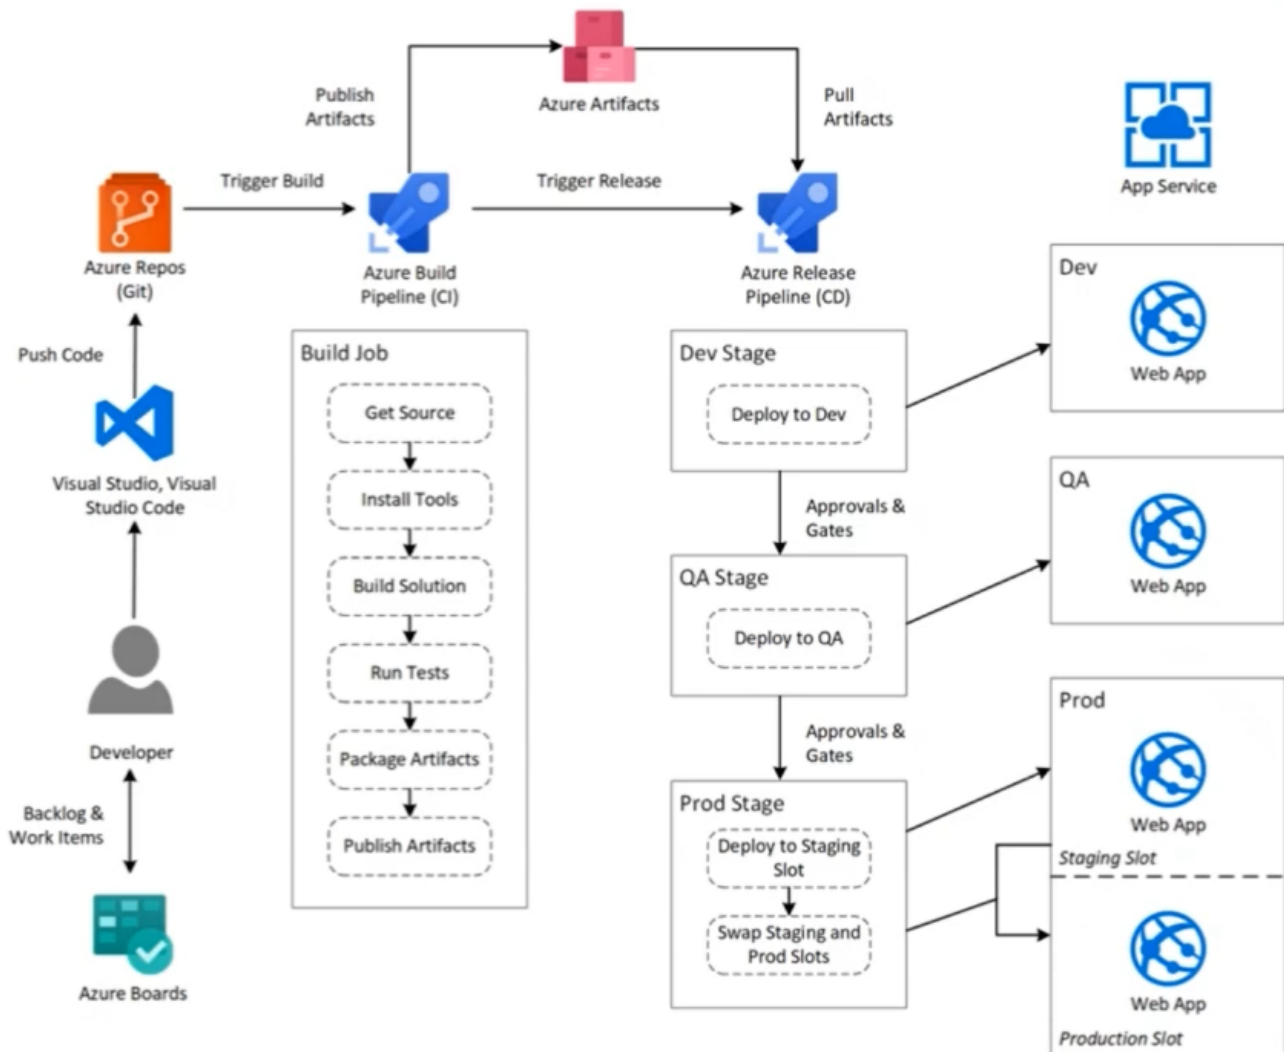 Publish
Artifacts
Azure Artifacts
Pull
Artifacts
App Service
Trigger Build
Trigger Release
Azure Repos
(Git)
Azure Build
Pipeline (CI)
Azure Release
Pipeline (CD)
Push Code
Visual Studio, Visual
Studio Code
Developer
Backlog &
Work Items
Azure Boards
Build Job
Get Source
Install Tools
Build Solution
Run Tests
Package Artifacts
Publish Artifacts
Dev Stage
Deploy to Dev
Approvals &
Gates
QA Stage
Deploy to QA
Approvals &
Gates
Prod Stage
Deploy to Staging
Slot
Swap Staging and
Prod Slots
Dev
Web App
QA
Web App
Prod
Web App
Staging Slot
Web App
Production Slot